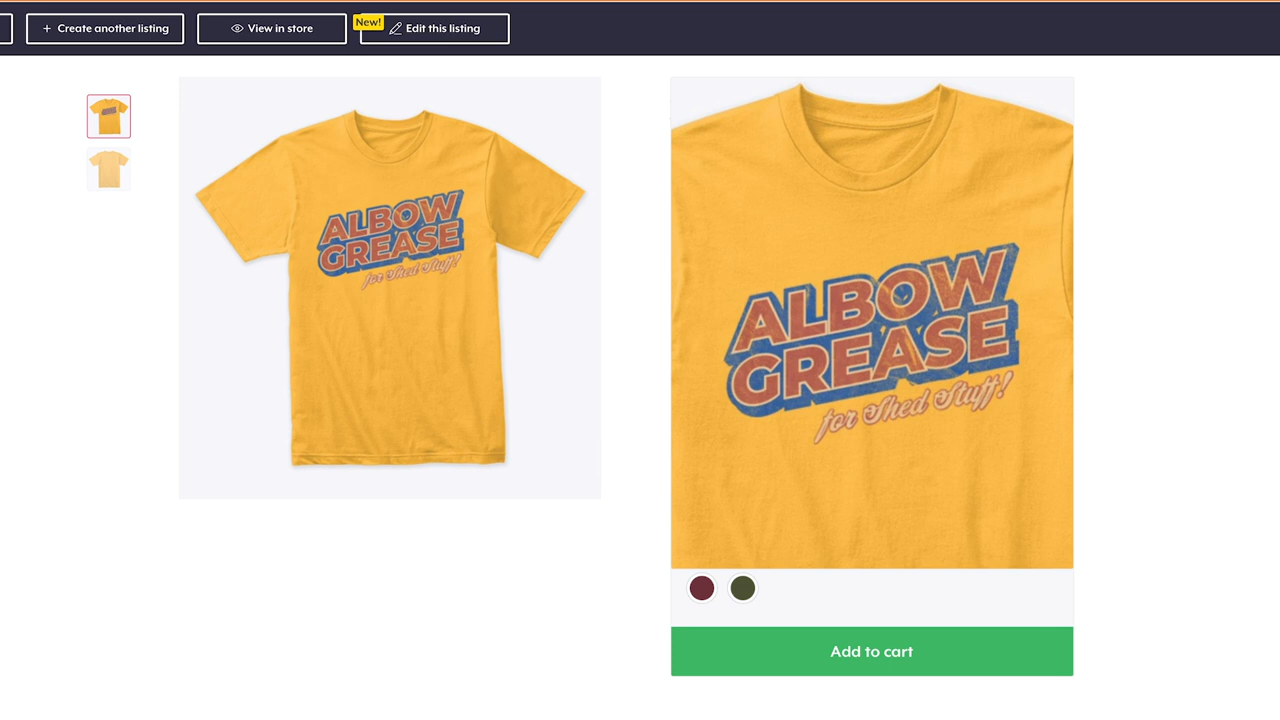 + Create another listing
View in store
New!
Edit this listing
ALBOW
GREASE
for Shed Stuff!
ALBOW
GREASE
for Shed Stuff!
Add to cart